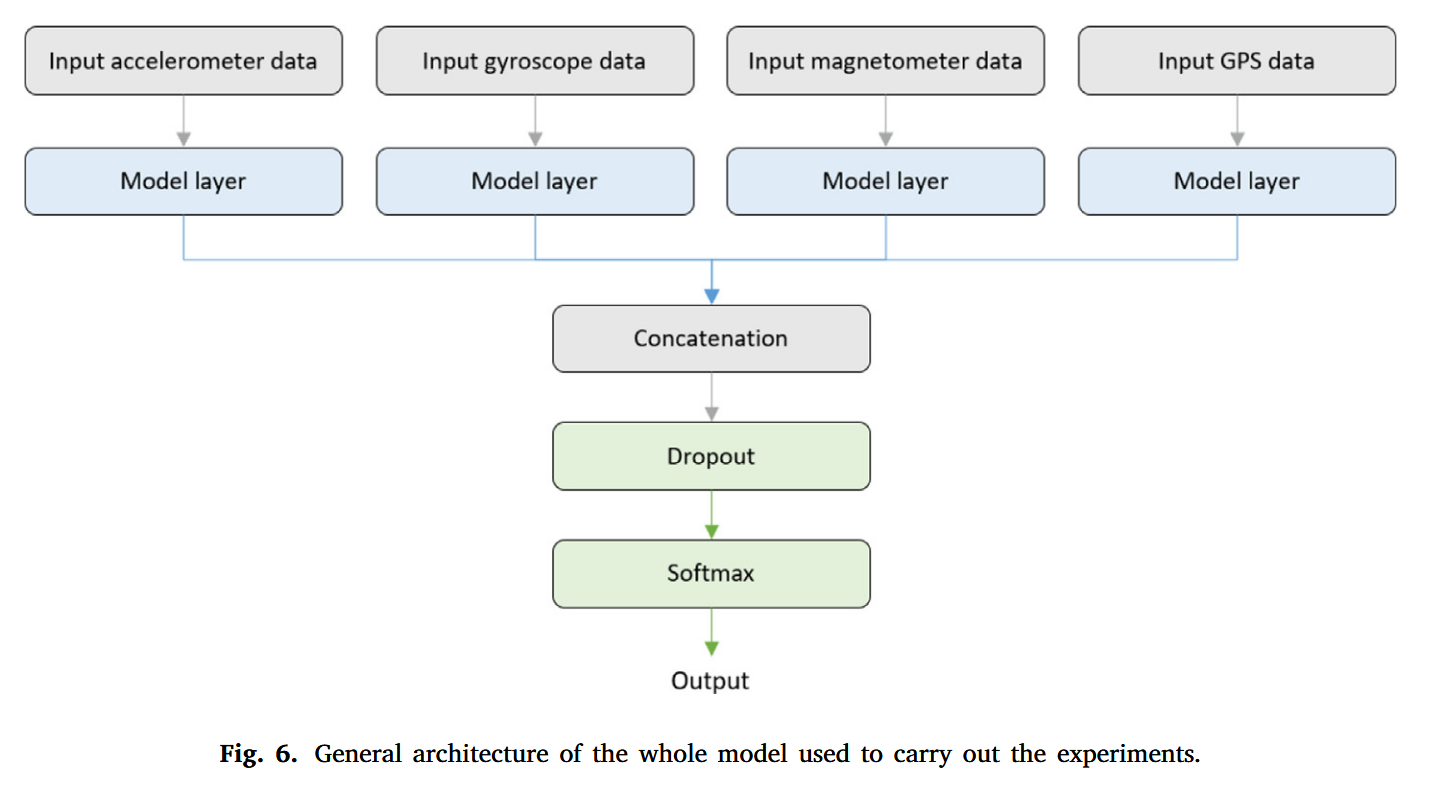 Input accelerometer data
Input gyroscope data
Input magnetometer data
Input GPS data
Model layer
Model layer
Model layer
Model layer
Concatenation
Dropout
Softmax
Output
Fig. 6. General architecture of the whole model used to carry out the experiments.